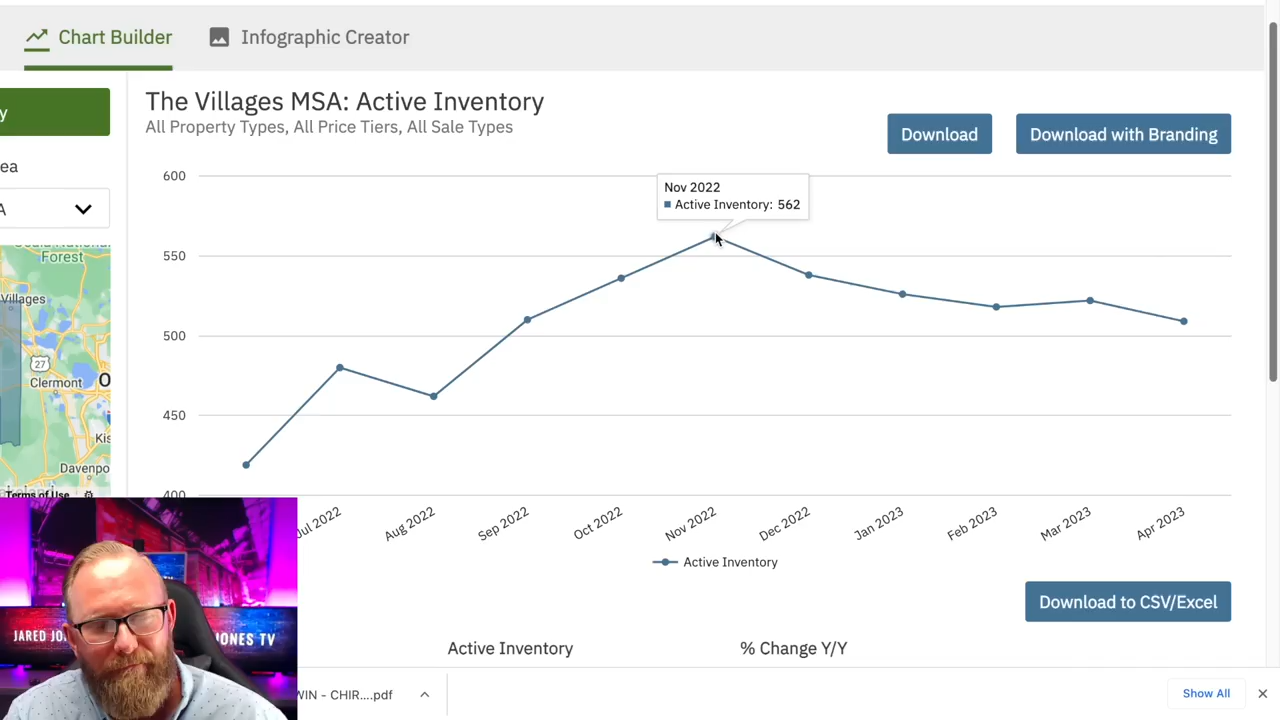 Chart Builder
Infographic Creator
y
The Villages MSA: Active Inventory
All Property Types, All Price Tiers, All Sale Types
Download
Download with Branding
ea
A
Forest
Villages
27
Clermont
O
Kis
Davenpo
Terms of Use
600
550
500
450
400
Nov 2022
Active Inventory: 562
Jul 2022
Aug 2022
Sep 2022
Oct 2022
Nov 2022
Dec 2022
Jan 2023
Feb 2023
Mar 2023
Apr 2023
Active Inventory
Download to CSV/Excel
Active Inventory
% Change Y/Y
JARED JO
JONES TV
WIN - CHIR....pdf
Show All